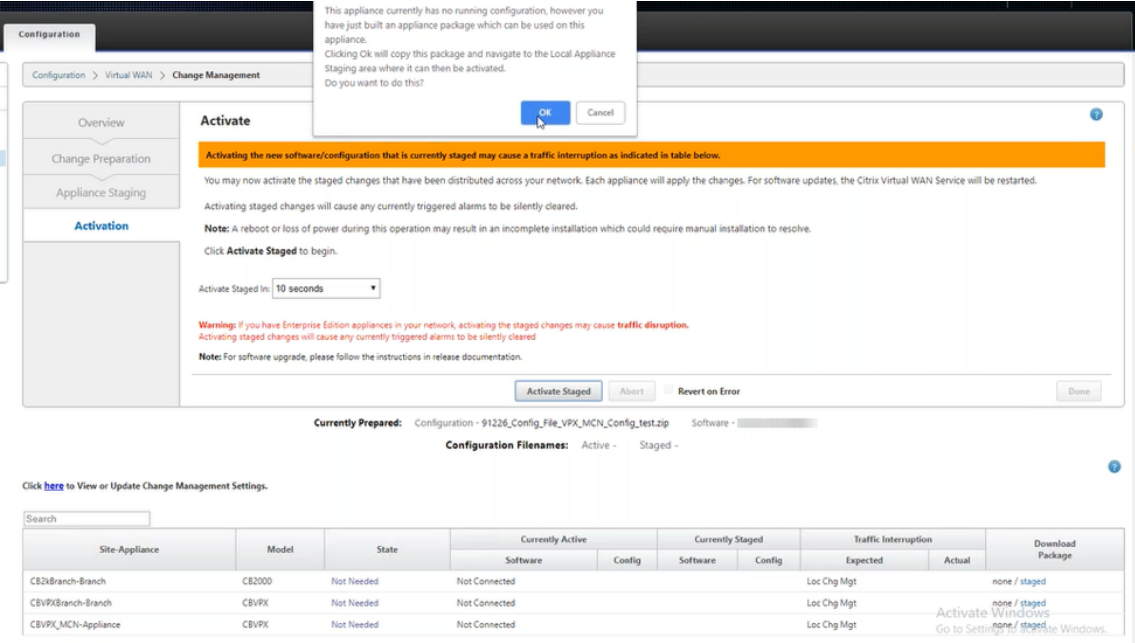 This appliance currently has no running configuration, however you
have just built an appliance package which can be used on this
appliance.
Clicking Ok will copy this package and navigate to the Local Appliance
Staging area where it can then be activated.
Do you want to do this?
OK Cancel
Configuration
Configuration > Virtual WAN > Change Management
Overview
Change Preparation
Appliance Staging
Activation
Activate
Activating the new software/configuration that is currently staged may cause a traffic interruption as indicated in table below.
You may now activate the staged changes that have been distributed across your network. Each appliance will apply the changes. For software updates, the Citrix Virtual WAN Service will be restarted.
Activating staged changes will cause any currently triggered alarms to be silently cleared.
Note: A reboot or loss of power during this operation may result in an incomplete installation which could require manual installation to resolve.
Click Activate Staged to begin.
Activate Staged In: 10 seconds
Warning: If you have Enterprise Edition appliances in your network, activating the staged changes may cause traffic disruption.
Activating staged changes will cause any currently triggered alarms to be silently cleared
Note: For software upgrade, please follow the instructions in release documentation.
Activate Staged Abort Revert on Error Done
Currently Prepared: Configuration - 91226_Config_File_VPX_MCN_Config_test.zip Software -
Configuration Filenames: Active - Staged -
Click here to View or Update Change Management Settings.
Search
Site-Appliance Model State Currently Active Currently Staged Traffic Interruption Download Package
Software Config Software Config Expected Actual
CB2kBranch-Branch CB2000 Not Needed Not Connected Loc Chg Mgt none / staged
CBVPXBranch-Branch CBVPX Not Needed Not Connected Loc Chg Mgt none / staged
CBVPX_MCN-Appliance CBVPX Not Needed Not Connected Loc Chg Mgt none / staged
Activate Windows
Go to Settings to activate Windows.